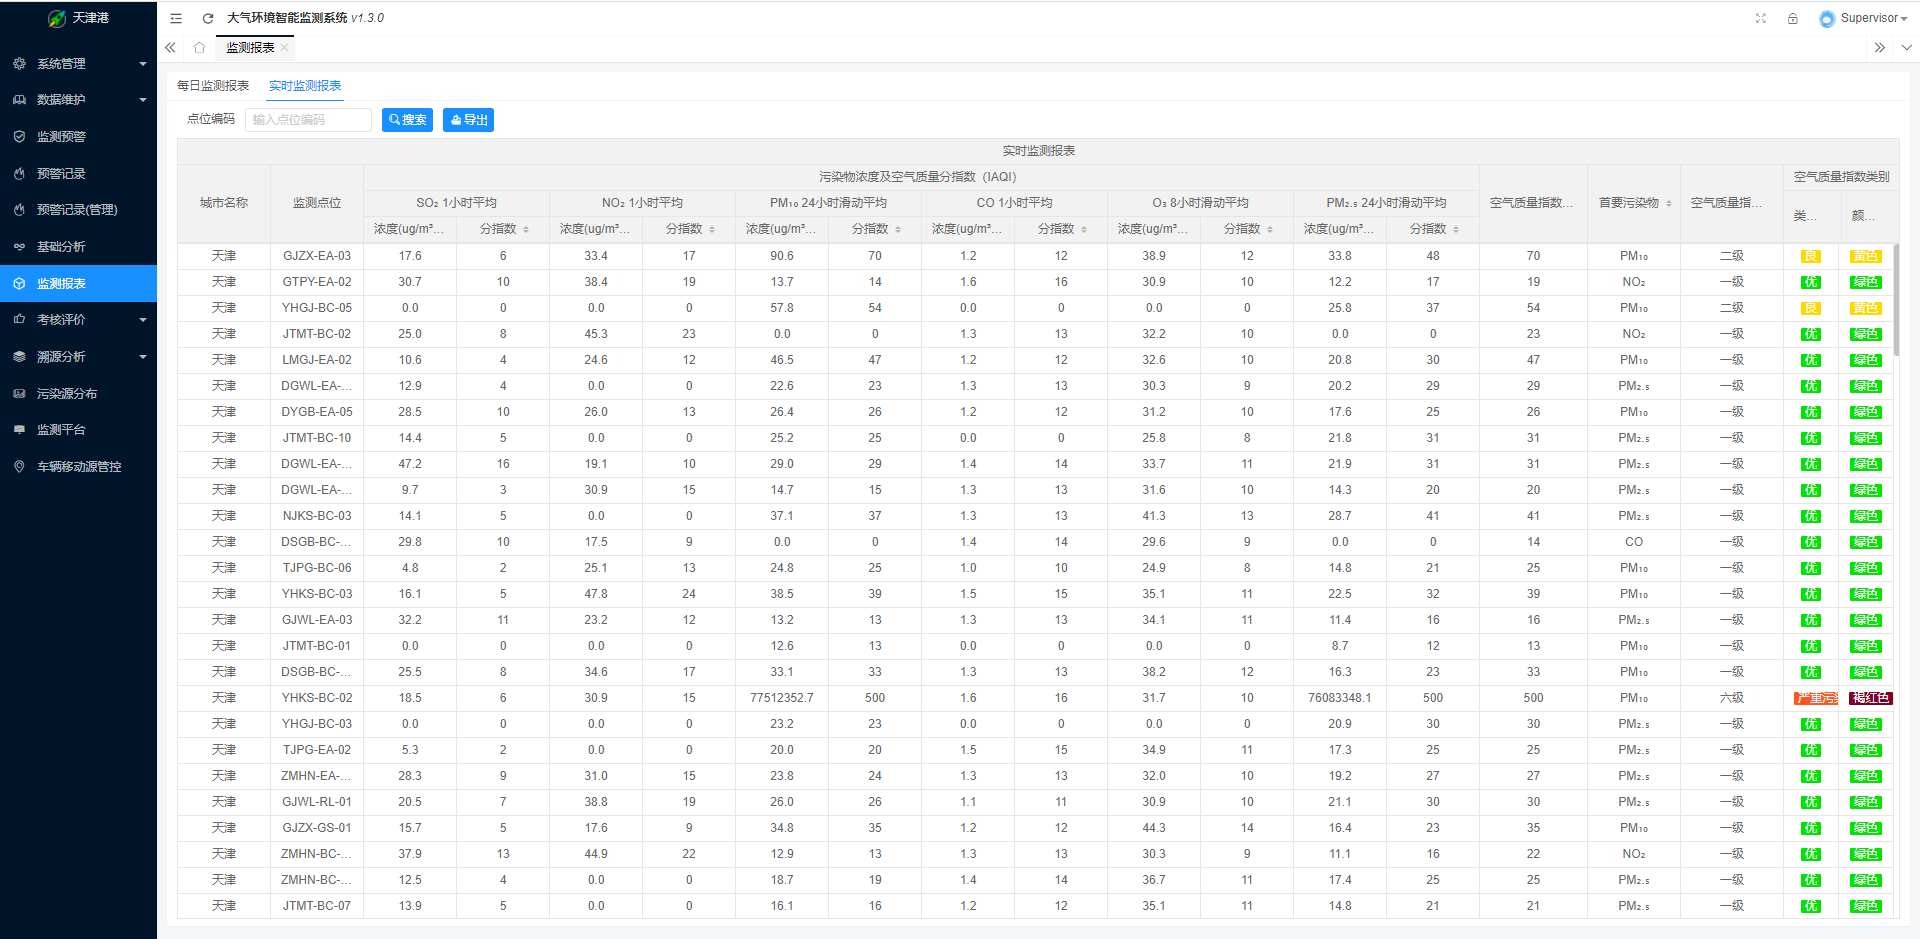 天津港
大气环境智能监测系统 v1.3.0
Supervisor
监测报表
系统管理
数据维护
监测预警
预警记录
预警记录(管理)
基础分析
监测报表
考核评价
溯源分析
污染源分布
监测平台
车辆移动源管控
每日监测报表 实时监测报表
点位编码 输入点位编码 搜索 导出
实时监测报表
城市名称 监测点位 污染物浓度及空气质量分指数（IAQI） 空气质量指数... 首要污染物 空气质量指... 空气质量指数类别
SO₂ 1小时平均 NO₂ 1小时平均 PM₁₀ 24小时滑动平均 CO 1小时平均 O₃ 8小时滑动平均 PM₂.₅ 24小时滑动平均 类... 颜...
浓度(ug/m³... 分指数 浓度(ug/m³... 分指数 浓度(ug/m³... 分指数 浓度(ug/m³... 分指数 浓度(ug/m³... 分指数 浓度(ug/m³... 分指数
天津 GJZX-EA-03 17.6 6 33.4 17 90.6 70 1.2 12 38.9 12 33.8 48 70 PM₁₀ 二级 良 黄色
天津 GTPY-EA-02 30.7 10 38.4 19 13.7 14 1.6 16 30.9 10 12.2 17 19 NO₂ 一级 优 绿色
天津 YHGJ-BC-05 0.0 0 0.0 0 57.8 54 0.0 0 0.0 0 25.8 37 54 PM₁₀ 二级 良 黄色
天津 JTMT-BC-02 25.0 8 45.3 23 0.0 0 1.3 13 32.2 10 0.0 0 23 NO₂ 一级 优 绿色
天津 LMGJ-EA-02 10.6 4 24.6 12 46.5 47 1.2 12 32.6 10 20.8 30 47 PM₁₀ 一级 优 绿色
天津 DGWL-EA-... 12.9 4 0.0 0 22.6 23 1.3 13 30.3 9 20.2 29 29 PM₂.₅ 一级 优 绿色
天津 DYGB-EA-05 28.5 10 26.0 13 26.4 26 1.2 12 31.2 10 17.6 25 26 PM₁₀ 一级 优 绿色
天津 JTMT-BC-10 14.4 5 0.0 0 25.2 25 0.0 0 25.8 8 21.8 31 31 PM₂.₅ 一级 优 绿色
天津 DGWL-EA-... 47.2 16 19.1 10 29.0 29 1.4 14 33.7 11 21.9 31 31 PM₂.₅ 一级 优 绿色
天津 DGWL-EA-... 9.7 3 30.9 15 14.7 15 1.3 13 31.6 10 14.3 20 20 PM₂.₅ 一级 优 绿色
天津 NJKS-BC-03 14.1 5 0.0 0 37.1 37 1.3 13 41.3 13 28.7 41 41 PM₂.₅ 一级 优 绿色
天津 DSGB-BC-... 29.8 10 17.5 9 0.0 0 1.4 14 29.6 9 0.0 0 14 CO 一级 优 绿色
天津 TJPG-BC-06 4.8 2 25.1 13 24.8 25 1.0 10 24.9 8 14.8 21 25 PM₁₀ 一级 优 绿色
天津 YHKS-BC-03 16.1 5 47.8 24 38.5 39 1.5 15 35.1 11 22.5 32 39 PM₁₀ 一级 优 绿色
天津 GJWL-EA-03 32.2 11 23.2 12 13.2 13 1.3 13 34.1 11 11.4 16 16 PM₂.₅ 一级 优 绿色
天津 JTMT-BC-01 0.0 0 0.0 0 12.6 13 0.0 0 0.0 0 8.7 12 13 PM₁₀ 一级 优 绿色
天津 DSGB-BC-... 25.5 8 34.6 17 33.1 33 1.3 13 38.2 12 16.3 23 33 PM₁₀ 一级 优 绿色
天津 YHKS-BC-02 18.5 6 30.9 15 77512352.7 500 1.6 16 31.7 10 76083348.1 500 500 PM₁₀ 六级 严重污 褐红色
天津 YHGJ-BC-03 0.0 0 0.0 0 23.2 23 0.0 0 0.0 0 20.9 30 30 PM₂.₅ 一级 优 绿色
天津 TJPG-EA-02 5.3 2 0.0 0 20.0 20 1.5 15 34.9 11 17.3 25 25 PM₂.₅ 一级 优 绿色
天津 ZMHN-EA-... 28.3 9 31.0 15 23.8 24 1.3 13 32.0 10 19.2 27 27 PM₂.₅ 一级 优 绿色
天津 GJWL-RL-01 20.5 7 38.8 19 26.0 26 1.1 11 30.9 10 21.1 30 30 PM₂.₅ 一级 优 绿色
天津 GJZX-GS-01 15.7 5 17.6 9 34.8 35 1.2 12 44.3 14 16.4 23 35 PM₁₀ 一级 优 绿色
天津 ZMHN-BC-... 37.9 13 44.9 22 12.9 13 1.3 13 30.3 9 11.1 16 22 NO₂ 一级 优 绿色
天津 ZMHN-BC-... 12.5 4 0.0 0 18.7 19 1.4 14 36.7 11 17.4 25 25 PM₂.₅ 一级 优 绿色
天津 JTMT-BC-07 13.9 5 0.0 0 16.1 16 1.2 12 35.1 11 14.8 21 21 PM₂.₅ 一级 优 绿色